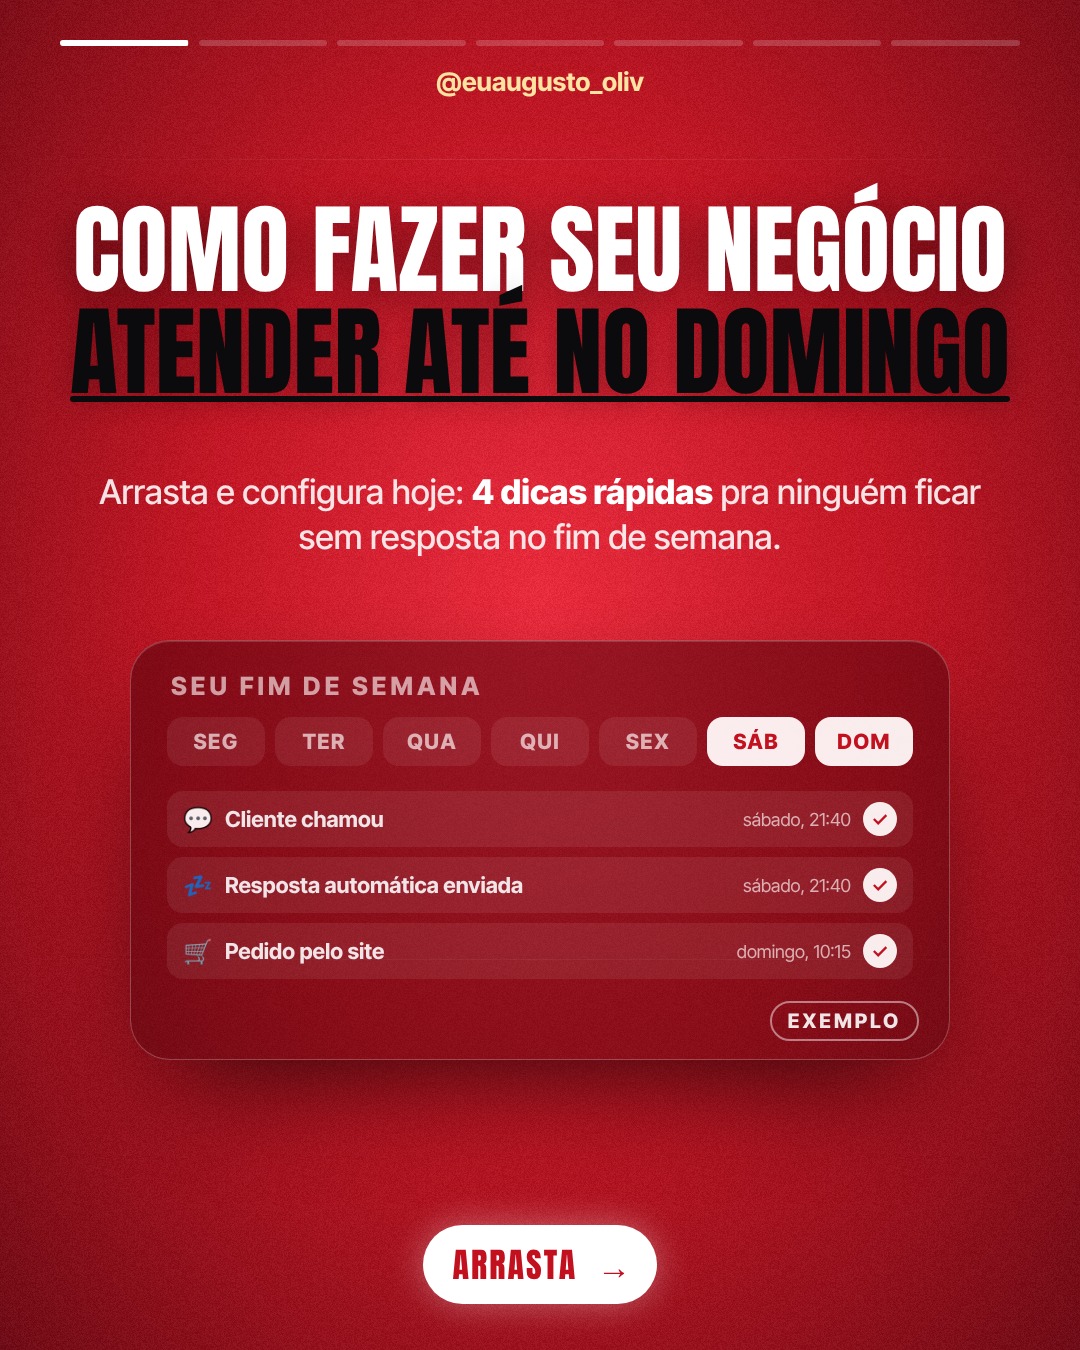 @euaugusto_oliv
COMO FAZER SEU NEGÓCIO
ATENDER ATÉ NO DOMINGO
Arrasta e configura hoje: 4 dicas rápidas pra ninguém ficar
sem resposta no fim de semana.
SEU FIM DE SEMANA
SEG TER QUA QUI SEX SÁB DOM
💬 Cliente chamou sábado, 21:40 ✓
💤 Resposta automática enviada sábado, 21:40 ✓
🛒 Pedido pelo site domingo, 10:15 ✓
EXEMPLO
ARRASTA →